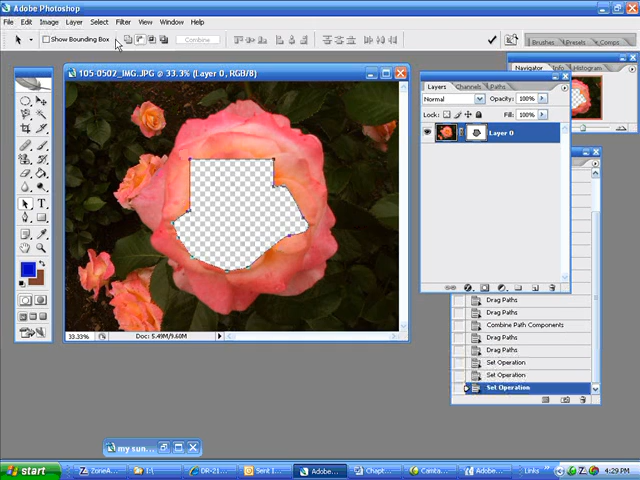 Adobe Photoshop
File Edit Image Layer Select Filter View Window Help
Show Bounding Box
Combine
Brushes Presets Comps
105-0502_IMG.JPG @ 33.3% (Layer 0, RGB/8)
33.33% Doc: 5.49M/9.60M
Navigator Info Histogram
Layers Channels Paths
Normal Opacity: 100%
Lock: Fill: 100%
Layer 0
Drag Paths
Drag Paths
Combine Path Components
Drag Paths
Drag Paths
Set Operation
Set Operation
Set Operation
T
my sun...
start ZoneA... I:\ DR-21... Sent I... Adobe... Chapt... Camta... Adobe... Links 4:29 PM